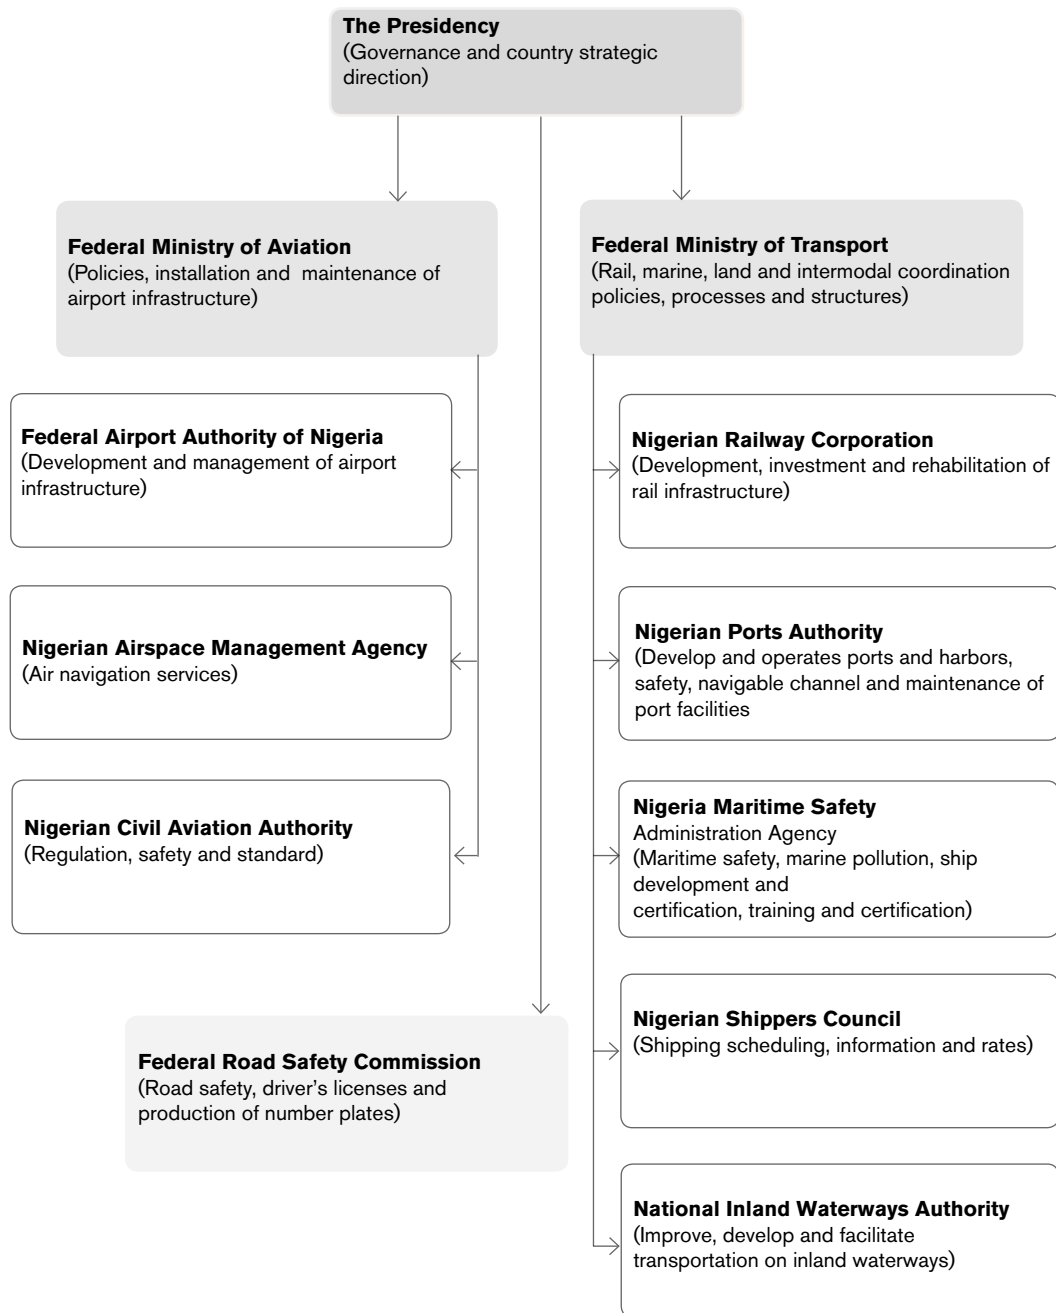 The Presidency
(Governance and country strategic
direction)
Federal Ministry of Aviation
(Policies, installation and maintenance of
airport infrastructure)
Federal Airport Authority of Nigeria
(Development and management of airport
infrastructure)
Nigerian Airspace Management Agency
(Air navigation services)
Nigerian Civil Aviation Authority
(Regulation, safety and standard)
Federal Road Safety Commission
(Road safety, driver's licenses and
production of number plates)
Federal Ministry of Transport
(Rail, marine, land and intermodal coordination
policies, processes and structures)
Nigerian Railway Corporation
(Development, investment and rehabilitation of
rail infrastructure)
Nigerian Ports Authority
(Develop and operates ports and harbors,
safety, navigable channel and maintenance of
port facilities
Nigeria Maritime Safety
Administration Agency
(Maritime safety, marine pollution, ship
development and
certification, training and certification)
Nigerian Shippers Council
(Shipping scheduling, information and rates)
National Inland Waterways Authority
(Improve, develop and facilitate
transportation on inland waterways)